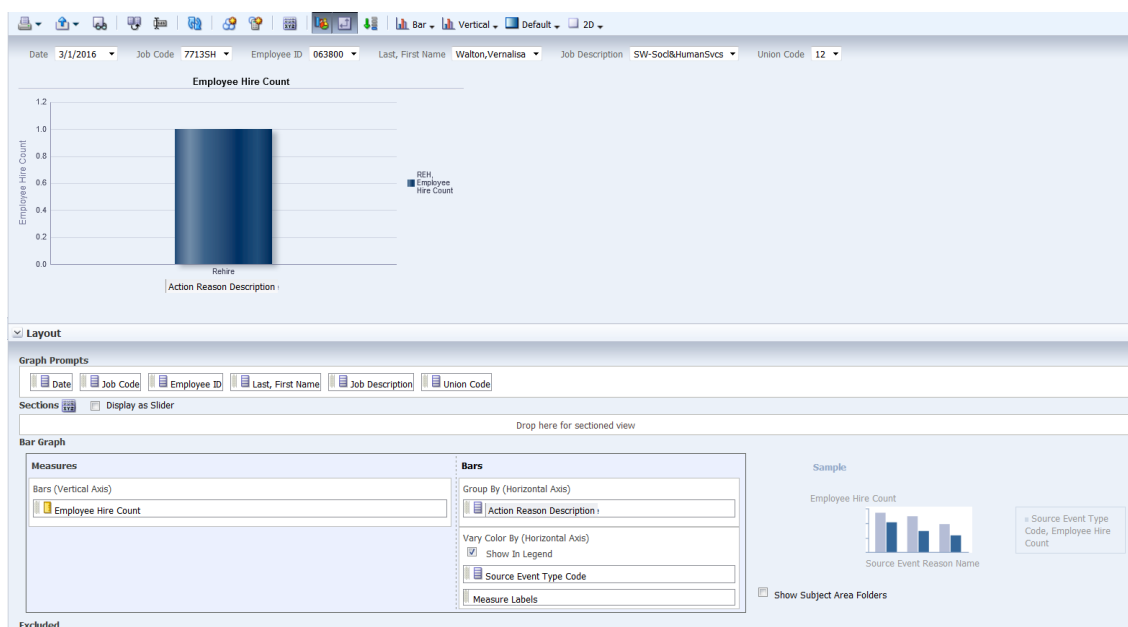 Bar Vertical Default 2D
Date 3/1/2016 Job Code 7713SH Employee ID 063800 Last, First Name Walton,Vernalisa Job Description SW-Socl&HumanSvcs Union Code 12
Employee Hire Count
1.2
1.0
0.8
0.6
0.4
0.2
0.0
Employee Hire Count
REH,
Employee
Hire Count
Rehire
Action Reason Description
Layout
Graph Prompts
Date Job Code Employee ID Last, First Name Job Description Union Code
Sections Display as Slider
Drop here for sectioned view
Bar Graph
Measures
Bars (Vertical Axis)
Employee Hire Count
Bars
Group By (Horizontal Axis)
Action Reason Description
Vary Color By (Horizontal Axis)
Show In Legend
Source Event Type Code
Measure Labels
Sample
Employee Hire Count
Source Event Type
Code, Employee Hire
Count
Source Event Reason Name
Show Subject Area Folders
Excluded